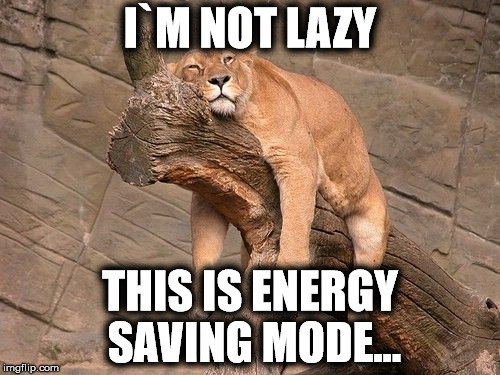 I`M NOT LAZY
THIS IS ENERGY
SAVING MODE...
imgflip.com